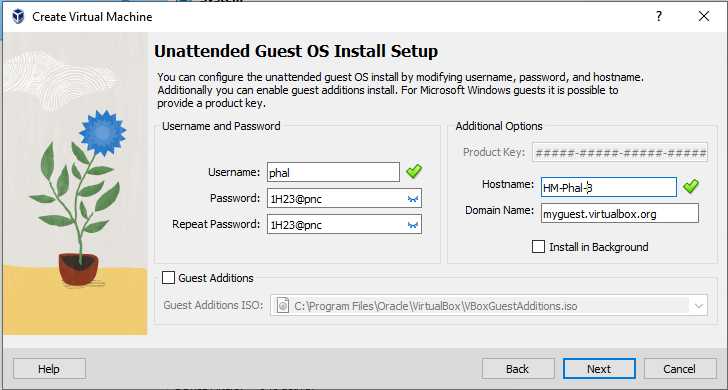 Create Virtual Machine
Unattended Guest OS Install Setup
You can configure the unattended guest OS install by modifying username, password, and hostname.
Additionally you can enable guest additions install. For Microsoft Windows guests it is possible to
provide a product key.
Username and Password
Username: phal
Password: 1H23@pnc
Repeat Password: 1H23@pnc
Additional Options
Product Key: #####-#####-#####-#####
Hostname: HM-Phal-3
Domain Name: myguest.virtualbox.org
Install in Background
Guest Additions
Guest Additions ISO: C:\Program Files\Oracle\VirtualBox\VBoxGuestAdditions.iso
Help
Back
Next
Cancel